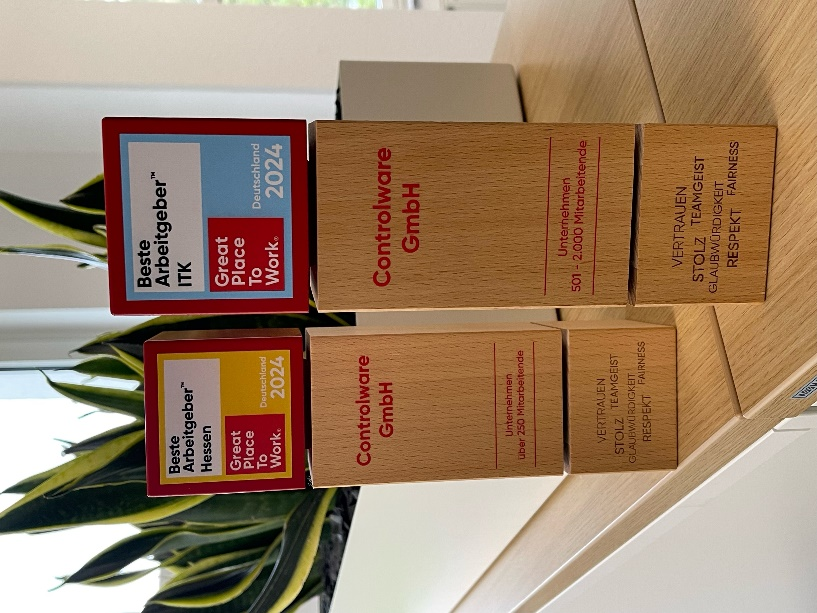 Beste
Arbeitgeber™
Hessen
Great
Place
To
Work®
Deutschland
2024
Controlware
GmbH
Unternehmen
über 250 Mitarbeitende
VERTRAUEN
STOLZ TEAMGEIST
GLAUBWÜRDIGKEIT
RESPEKT FAIRNESS
Beste
Arbeitgeber™
ITK
Great
Place
To
Work®
Deutschland
2024
Controlware
GmbH
Unternehmen
501 - 2.000 Mitarbeitende
VERTRAUEN
STOLZ TEAMGEIST
GLAUBWÜRDIGKEIT
RESPEKT FAIRNESS